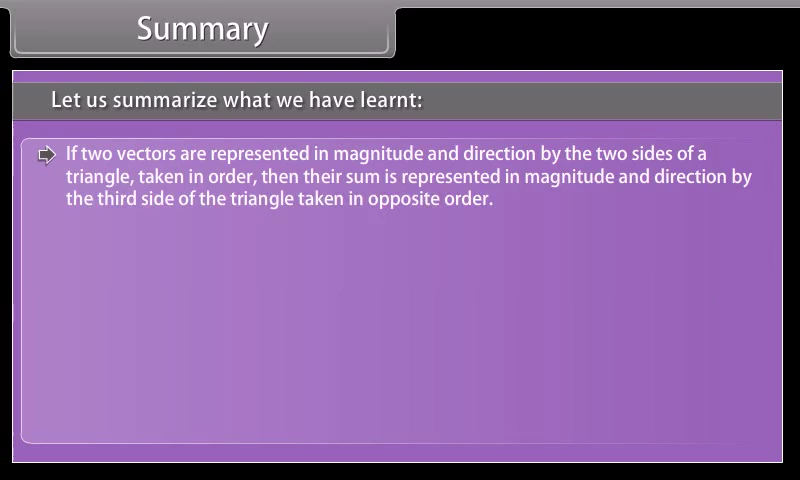 Summary
Let us summarize what we have learnt:
If two vectors are represented in magnitude and direction by the two sides of a
triangle, taken in order, then their sum is represented in magnitude and direction by
the third side of the triangle taken in opposite order.